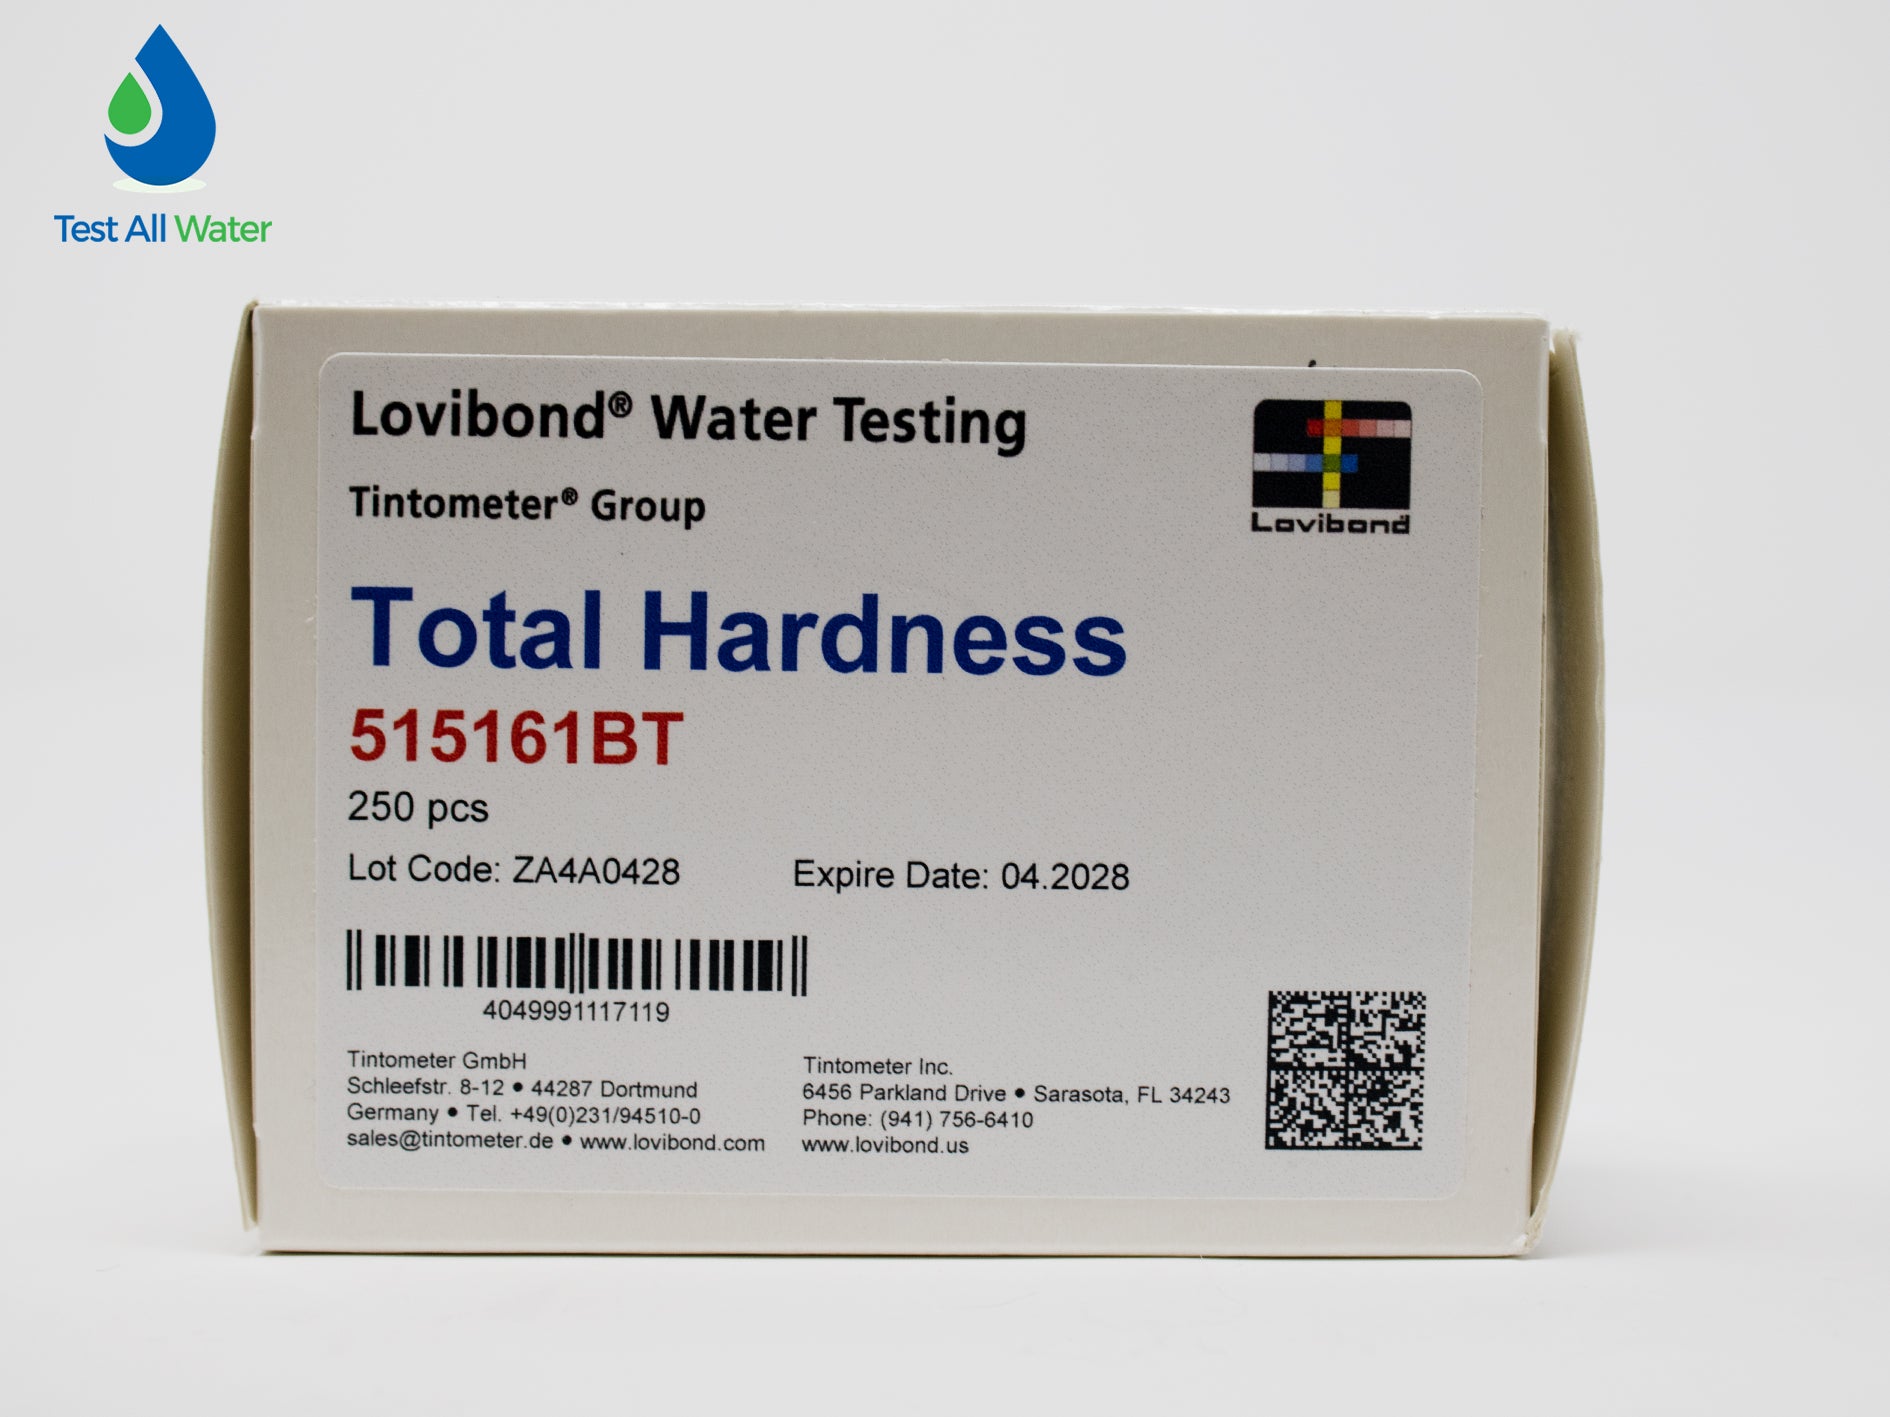 Test All Water
Lovibond® Water Testing
Tintometer® Group
Lovibond
Total Hardness
515161BT
250 pcs
Lot Code: ZA4A0428
Expire Date: 04.2028
4049991117119
Tintometer GmbH
Schleefstr. 8-12 • 44287 Dortmund
Germany • Tel. +49(0)231/94510-0
sales@tintometer.de • www.lovibond.com
Tintometer Inc.
6456 Parkland Drive • Sarasota, FL 34243
Phone: (941) 756-6410
www.lovibond.us